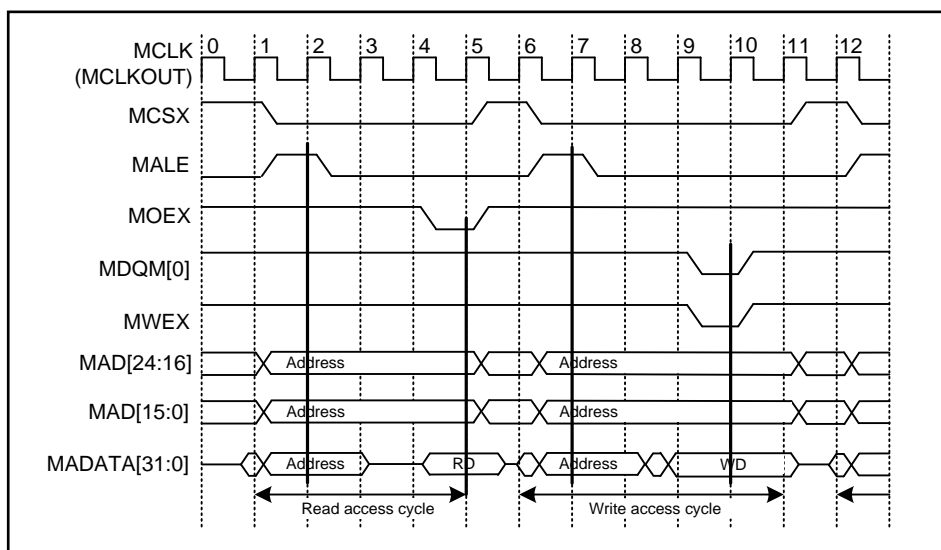 MCLK 0 1 2 3 4 5 6 7 8 9 10 11 12
(MCLKOUT)
MCSX
MALE
MOEX
MDQM[0]
MWEX
MAD[24:16] Address Address
MAD[15:0] Address Address
MADATA[31:0] Address RD Address WD
Read access cycle Write access cycle